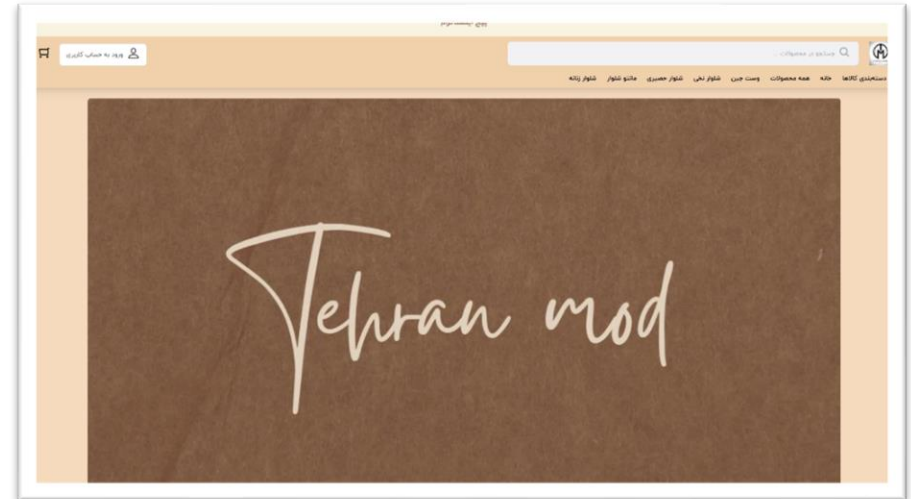 جستجو در محصولات ...
ورود به حساب کاربری
دسته‌بندی کالاها خانه همه محصولات وست جین شلوار نخی شلوار حصیری مانتو شلوار شلوار زنانه
Tehran mod